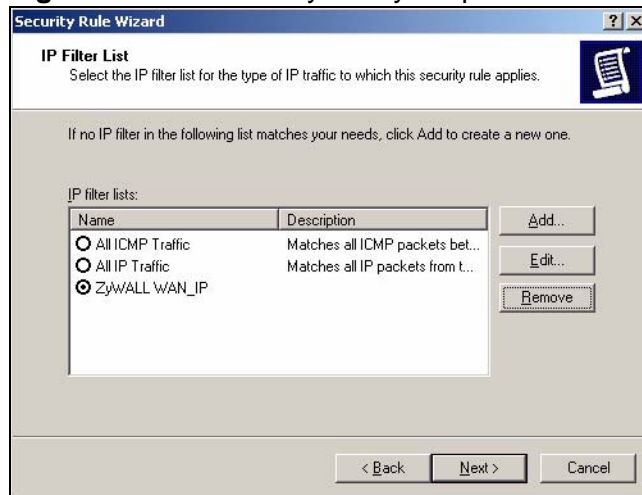 Security Rule Wizard
IP Filter List
Select the IP filter list for the type of IP traffic to which this security rule applies.
If no IP filter in the following list matches your needs, click Add to create a new one.
IP filter lists:
Name Description
All ICMP Traffic Matches all ICMP packets bet...
All IP Traffic Matches all IP packets from t...
ZyWALL WAN_IP
Add...
Edit...
Remove
< Back Next > Cancel